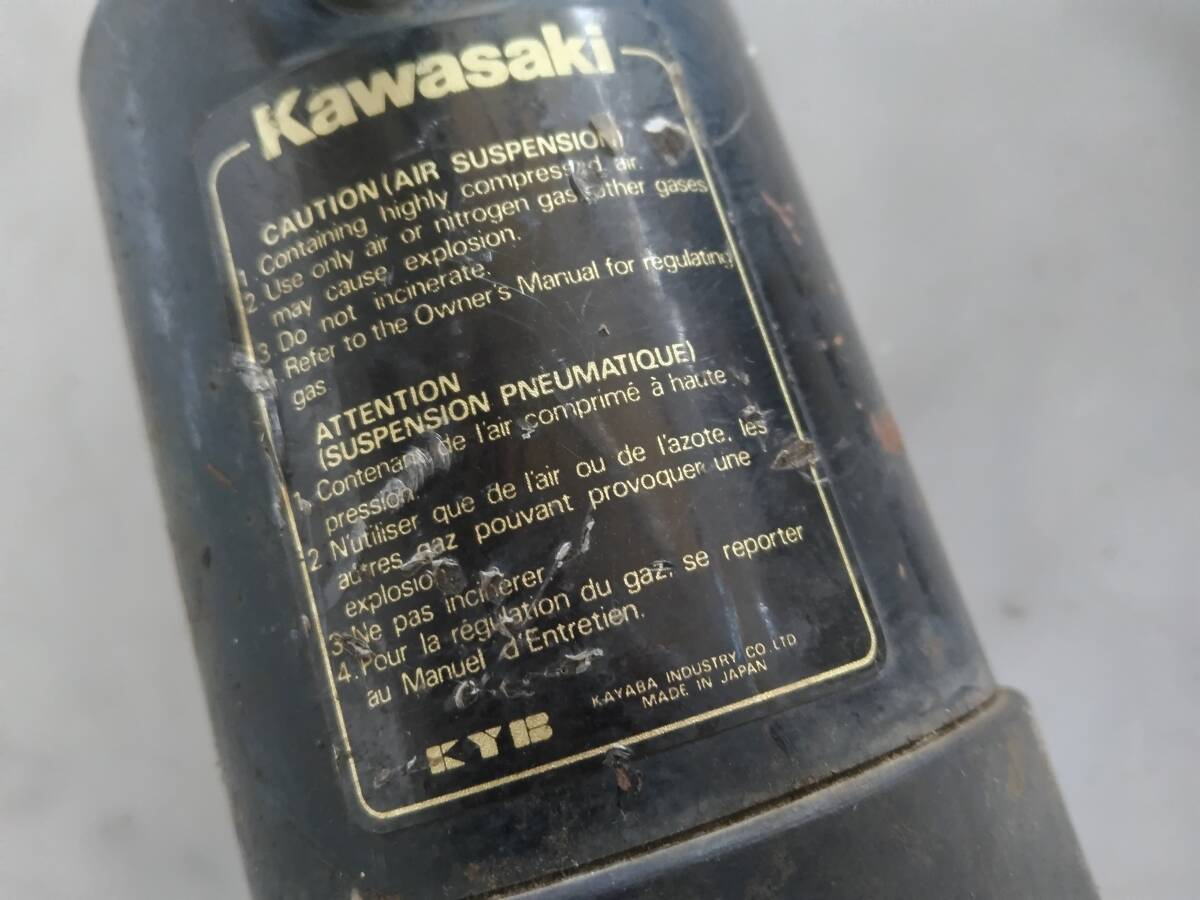 Kawasaki
CAUTION (AIR SUSPENSION)
1. Containing highly compressed air.
2. Use only air or nitrogen gas, other gases
may cause explosion.
3. Do not incinerate.
. Refer to the Owner's Manual for regulating
gas
ATTENTION
(SUSPENSION PNEUMATIQUE)
1. Contenant de l'air comprimé à haute
pression.
2 N'utiliser que de l'air ou de l'azote, les
autres gaz pouvant provoquer une
explosion
3. Ne pas incinérer.
4. Pour la régulation du gaz, se reporter
au Manuel d'Entretien.
KYB
KAYABA INDUSTRY CO. LTD
MADE IN JAPAN